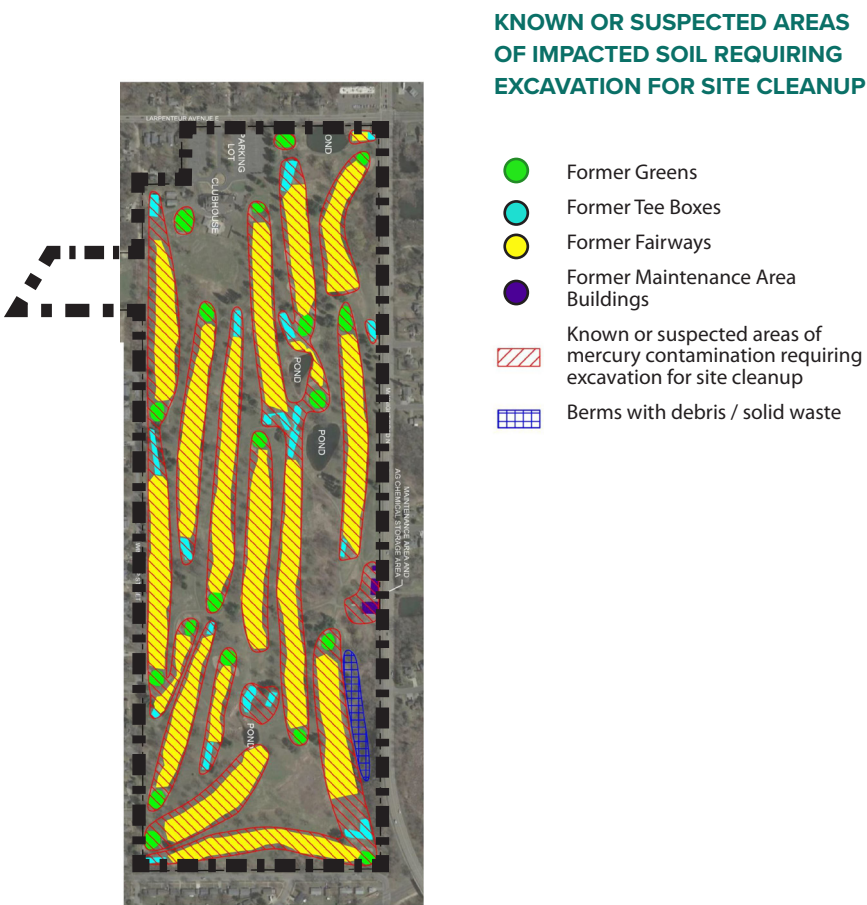 KNOWN OR SUSPECTED AREAS
OF IMPACTED SOIL REQUIRING
EXCAVATION FOR SITE CLEANUP
Former Greens
Former Tee Boxes
Former Fairways
Former Maintenance Area
Buildings
Known or suspected areas of
mercury contamination requiring
excavation for site cleanup
Berms with debris / solid waste
LARPENTEUR AVENUE E
PARKING
LOT
CLUBHOUSE
OND
POND
POND
MAINTENANCE AREA AND
AG CHEMICAL STORAGE AREA
POND